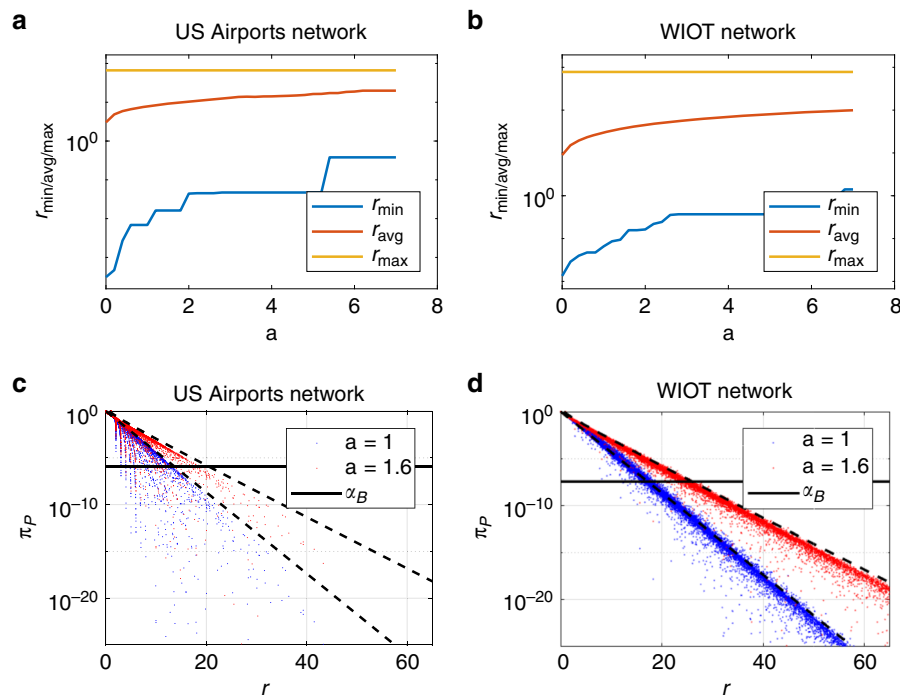 a
US Airports network
r_min/avg/max
10^0
r_min
r_avg
r_max
0 2 4 6 8
a
b
WIOT network
r_min/avg/max
10^0
r_min
r_avg
r_max
0 2 4 6 8
a
c
US Airports network
π_P
10^0
10^-10
10^-20
a = 1
a = 1.6
α_B
0 20 40 60
r
d
WIOT network
π_P
10^0
10^-10
10^-20
a = 1
a = 1.6
α_B
0 20 40 60
r